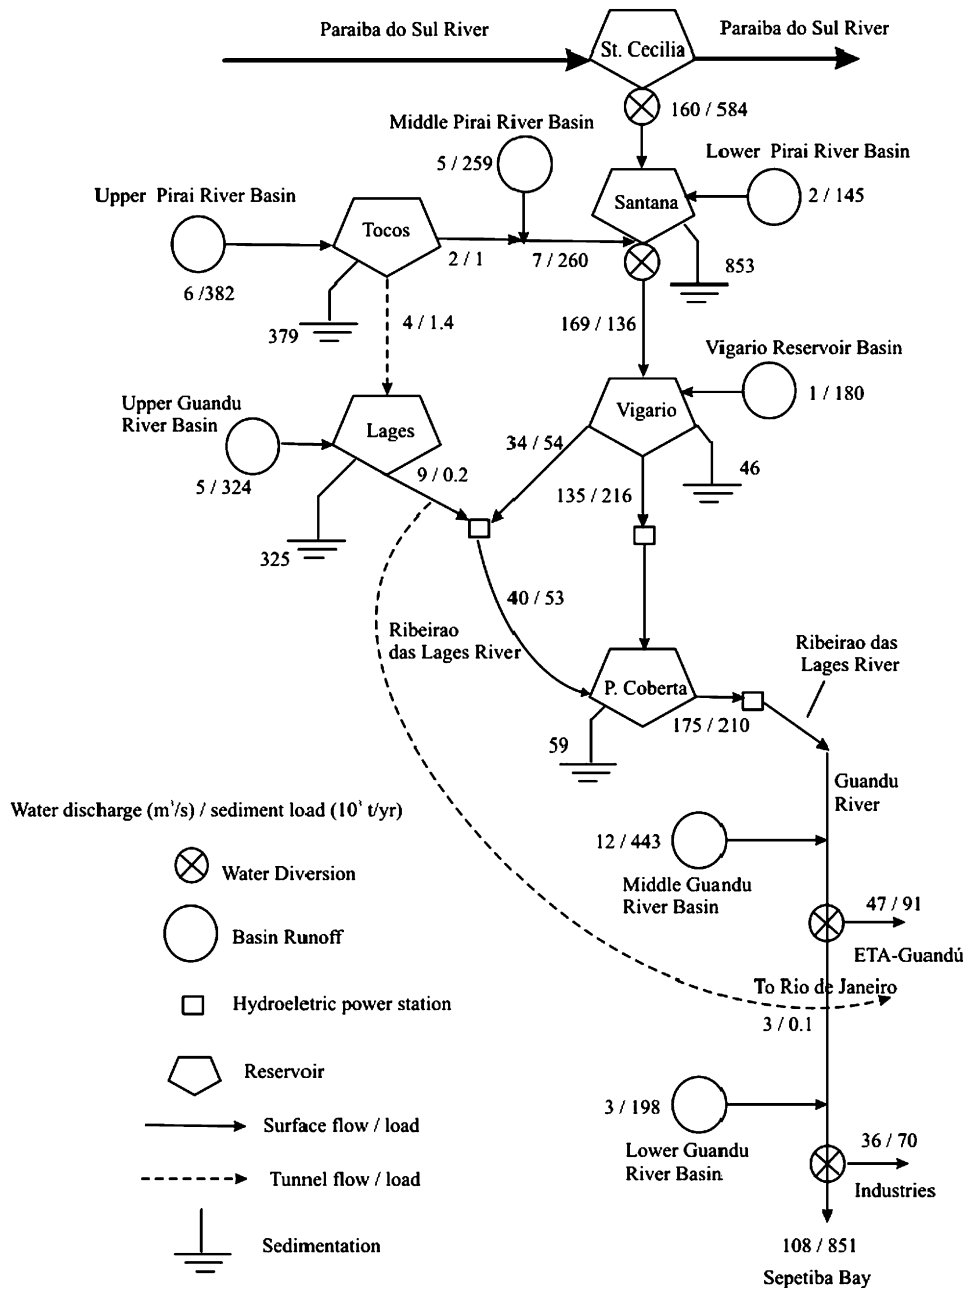 Paraiba do Sul River
St. Cecilia
Paraiba do Sul River
160 / 584
Middle Pirai River Basin
5 / 259
Lower Pirai River Basin
2 / 145
Santana
Upper Pirai River Basin
6 /382
Tocos
2 / 1
7 / 260
853
379
4 / 1.4
169 / 136
Vigario Reservoir Basin
1 / 180
Upper Guandu
River Basin
5 / 324
Lages
Vigario
9 / 0.2
34 / 54
46
135 / 216
325
40 / 53
Ribeirao
das Lages River
Ribeirao das
Lages River
P. Coberta
175 / 210
59
Guandu
River
Water discharge (m³/s) / sediment load (10³ t/yr)
12 / 443
Middle Guandu
River Basin
Water Diversion
47 / 91
ETA-Guandú
Basin Runoff
To Rio de Janeiro
3 / 0.1
Hydroeletric power station
Reservoir
3 / 198
Lower Guandu
River Basin
Surface flow / load
36 / 70
Industries
Tunnel flow / load
Sedimentation
108 / 851
Sepetiba Bay